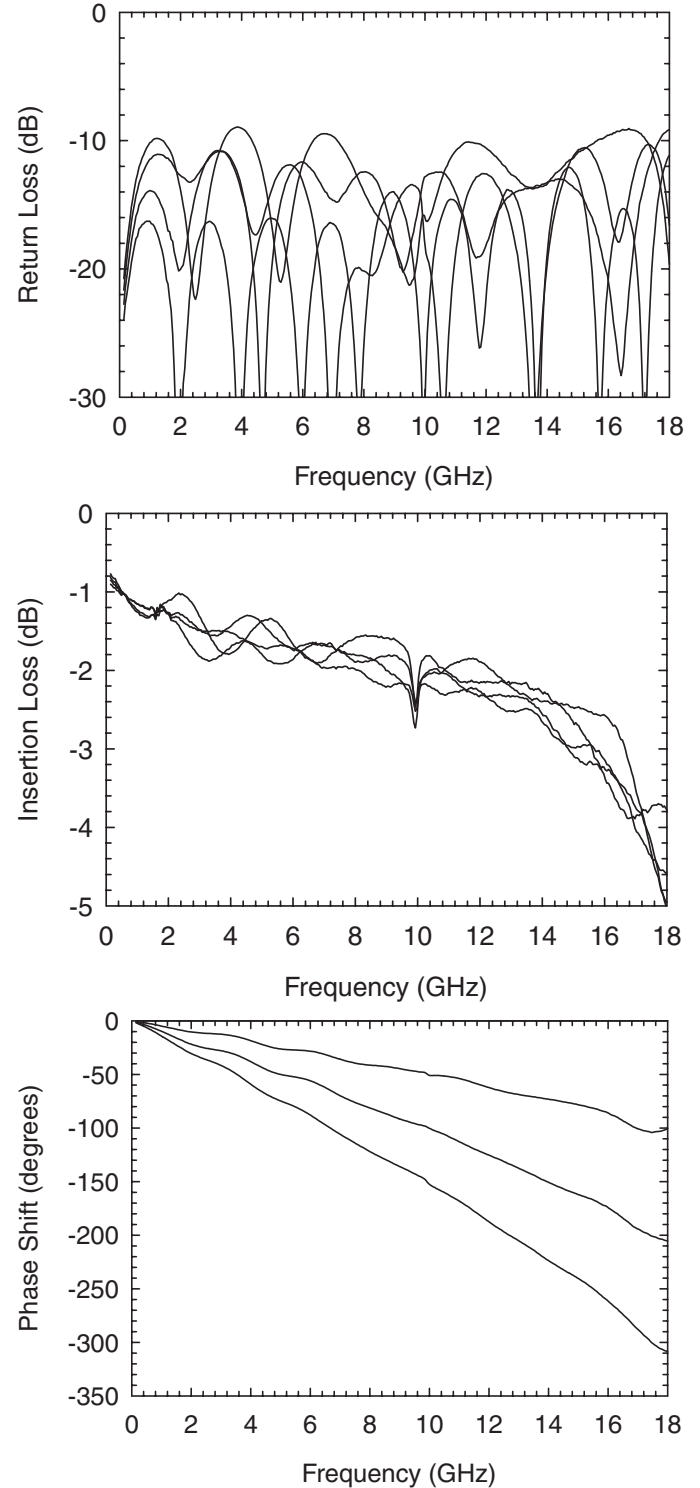 Return Loss (dB)
0
-10
-20
-30
0 2 4 6 8 10 12 14 16 18
Frequency (GHz)
Insertion Loss (dB)
0
-1
-2
-3
-4
-5
0 2 4 6 8 10 12 14 16 18
Frequency (GHz)
Phase Shift (degrees)
0
-50
-100
-150
-200
-250
-300
-350
0 2 4 6 8 10 12 14 16 18
Frequency (GHz)